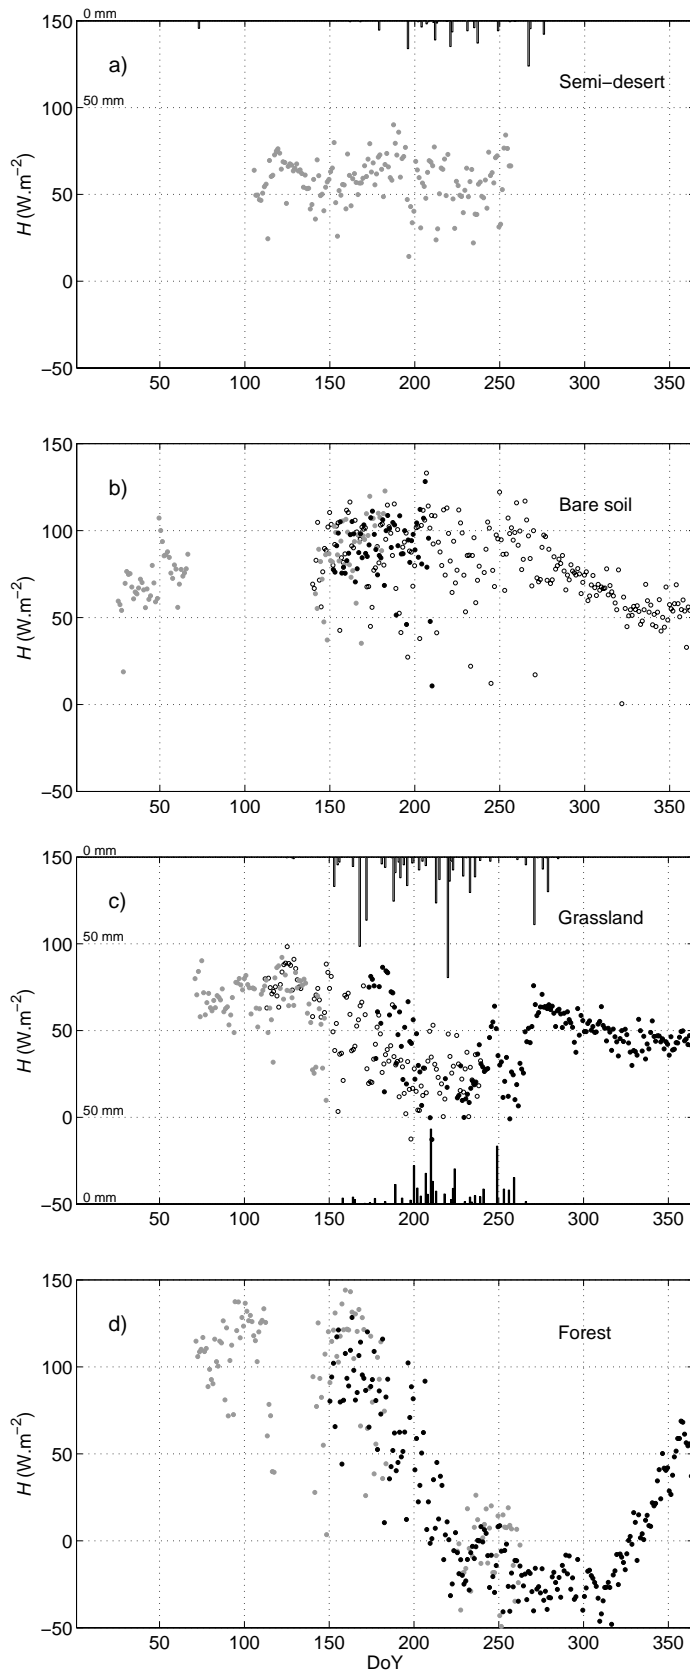 150 0 mm
a)
Semi−desert
100 50 mm
H (W.m−2)
50
0
−50
50 100 150 200 250 300 350
150
b)
Bare soil
100
H (W.m−2)
50
0
−50
50 100 150 200 250 300 350
150 0 mm
c)
Grassland
100 50 mm
H (W.m−2)
50
0 50 mm
−50 0 mm
50 100 150 200 250 300 350
150
d)
Forest
100
H (W.m−2)
50
0
−50
50 100 150 200 250 300 350
DoY